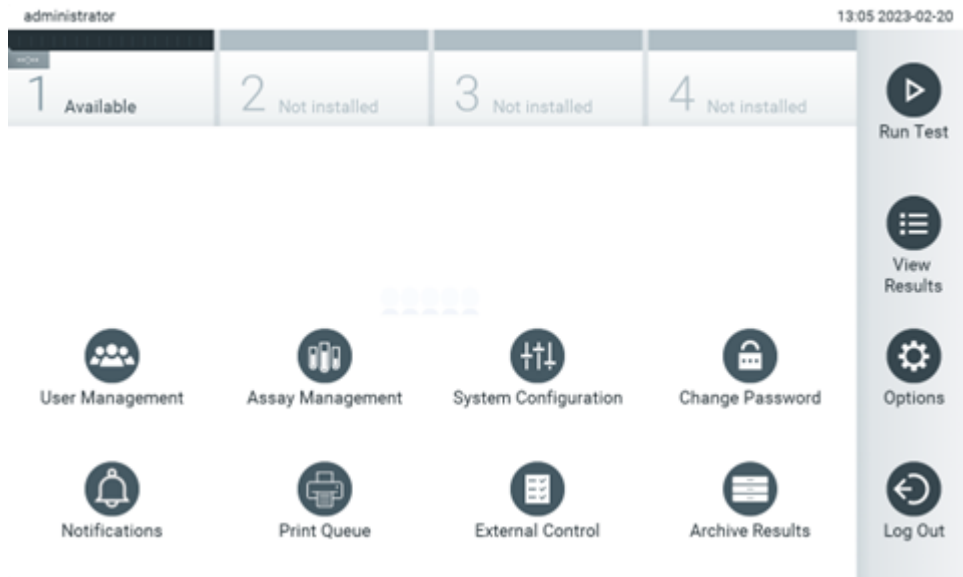 administrator
13:05 2023-02-20
1 Available
2 Not installed
3 Not installed
4 Not installed
Run Test
View
Results
User Management
Assay Management
System Configuration
Change Password
Options
Notifications
Print Queue
External Control
Archive Results
Log Out